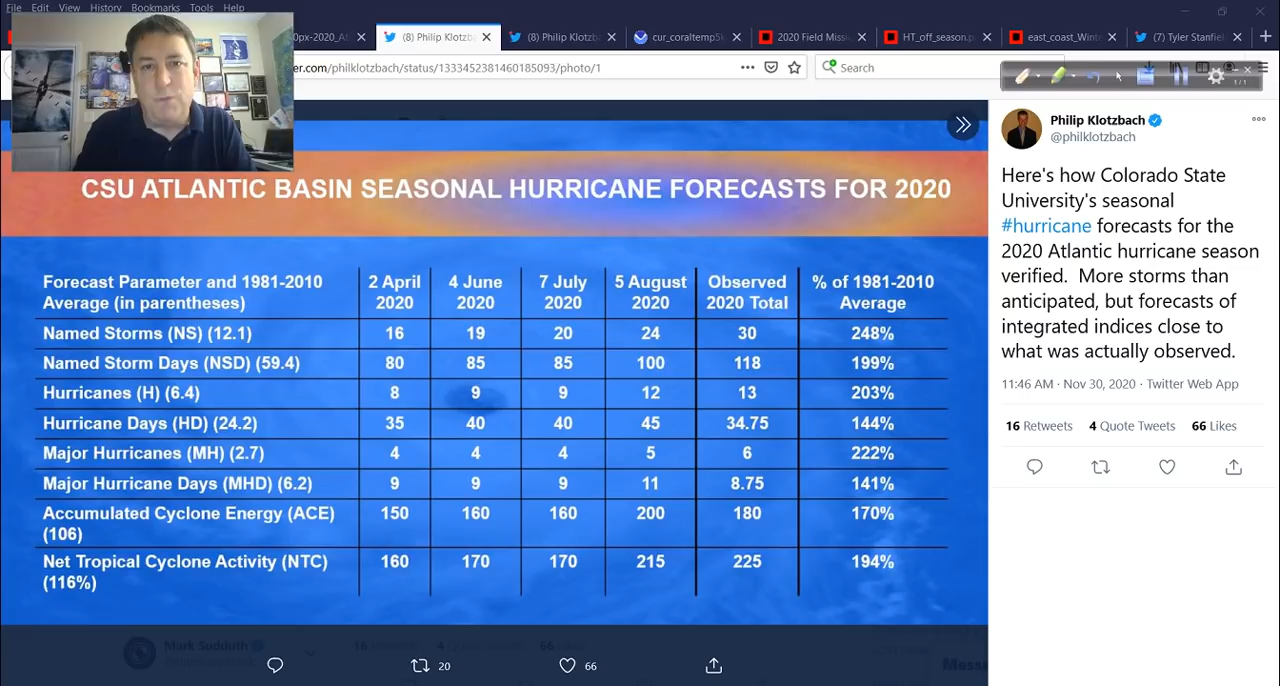 File Edit View History Bookmarks Tools Help
(8) Philip Klotzb
(8) Philip Klotzba
cur_coraltemp5k
2020 Field Missi
HT_off_season.p
east_coast_Wint
(7) Tyler Stanfiel
er.com/philklotzbach/status/1333452381460185093/photo/1
Search
1/1
CSU ATLANTIC BASIN SEASONAL HURRICANE FORECASTS FOR 2020
Forecast Parameter and 1981-2010 Average (in parentheses) 2 April 2020 4 June 2020 7 July 2020 5 August 2020 Observed 2020 Total % of 1981-2010 Average
Named Storms (NS) (12.1) 16 19 20 24 30 248%
Named Storm Days (NSD) (59.4) 80 85 85 100 118 199%
Hurricanes (H) (6.4) 8 9 9 12 13 203%
Hurricane Days (HD) (24.2) 35 40 40 45 34.75 144%
Major Hurricanes (MH) (2.7) 4 4 4 5 6 222%
Major Hurricane Days (MHD) (6.2) 9 9 9 11 8.75 141%
Accumulated Cyclone Energy (ACE) (106) 150 160 160 200 180 170%
Net Tropical Cyclone Activity (NTC) (116%) 160 170 170 215 225 194%
Mark Sudduth
20
66
Philip Klotzbach
@philklotzbach
Here's how Colorado State
University's seasonal
#hurricane forecasts for the
2020 Atlantic hurricane season
verified. More storms than
anticipated, but forecasts of
integrated indices close to
what was actually observed.
11:46 AM · Nov 30, 2020 · Twitter Web App
16 Retweets 4 Quote Tweets 66 Likes